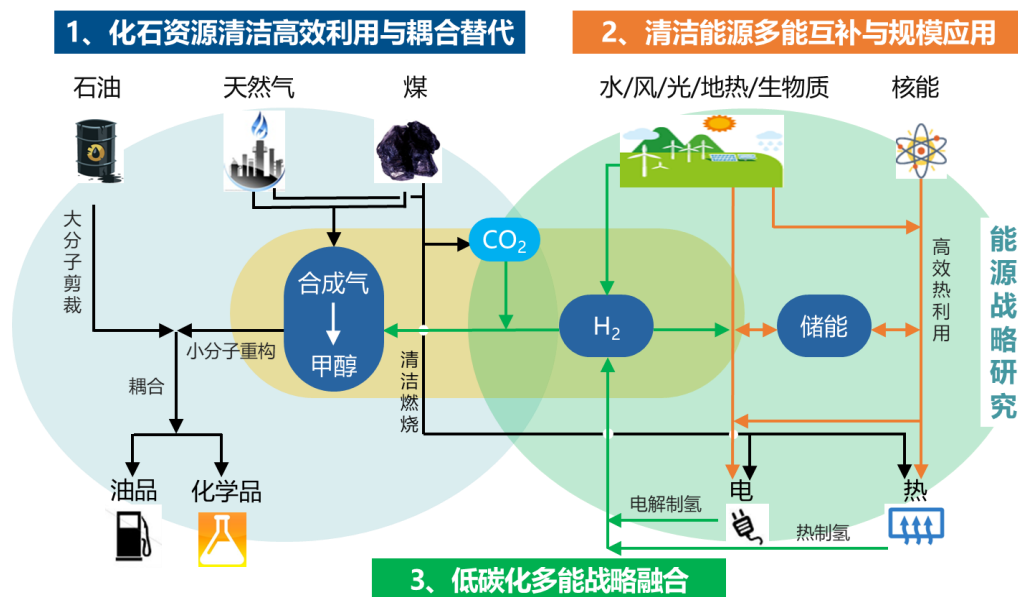 1、化石资源清洁高效利用与耦合替代
2、清洁能源多能互补与规模应用
石油
天然气
煤
水/风/光/地热/生物质
核能
大分子剪裁
CO₂
合成气
甲醇
H₂
储能
高效热利用
能源战略研究
小分子重构
清洁燃烧
耦合
油品
化学品
电
热
电解制氢
热制氢
3、低碳化多能战略融合